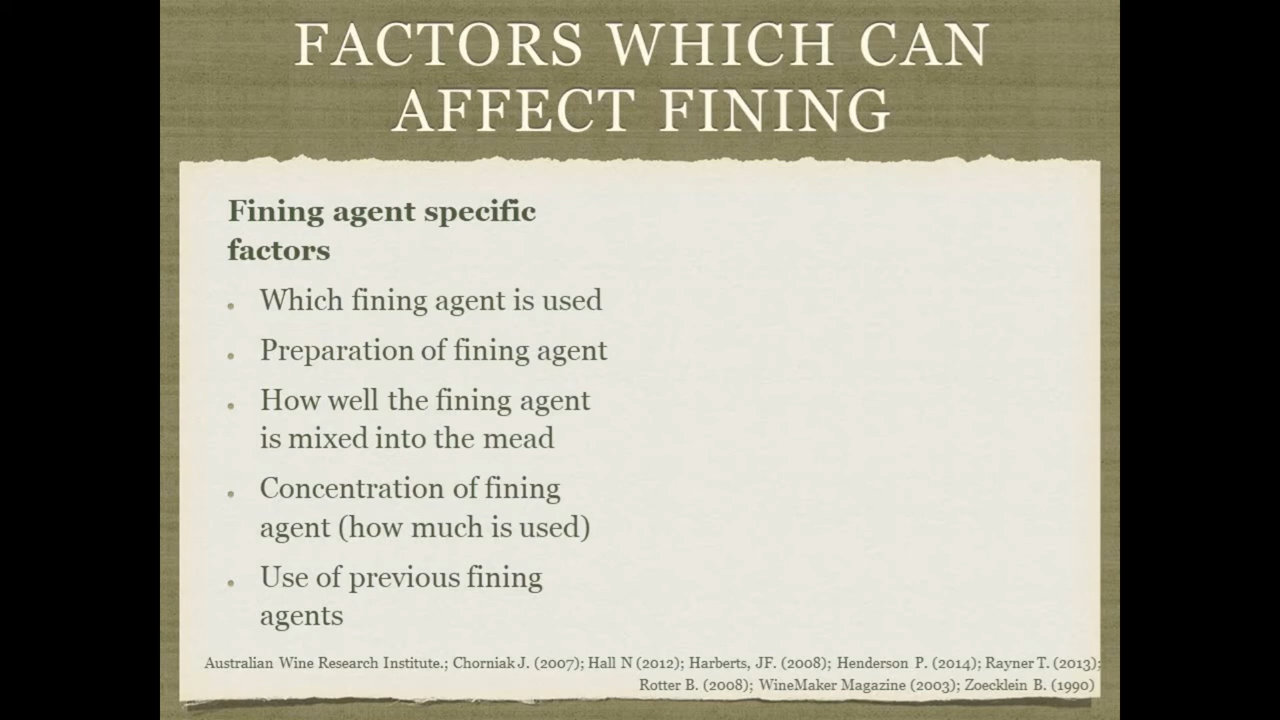 FACTORS WHICH CAN
AFFECT FINING
Fining agent specific
factors
Which fining agent is used
Preparation of fining agent
How well the fining agent
is mixed into the mead
Concentration of fining
agent (how much is used)
Use of previous fining
agents
Australian Wine Research Institute.; Chorniak J. (2007); Hall N (2012); Harberts, JF. (2008); Henderson P. (2014); Rayner T. (2013);
Rotter B. (2008); WineMaker Magazine (2003); Zoecklein B. (1990)